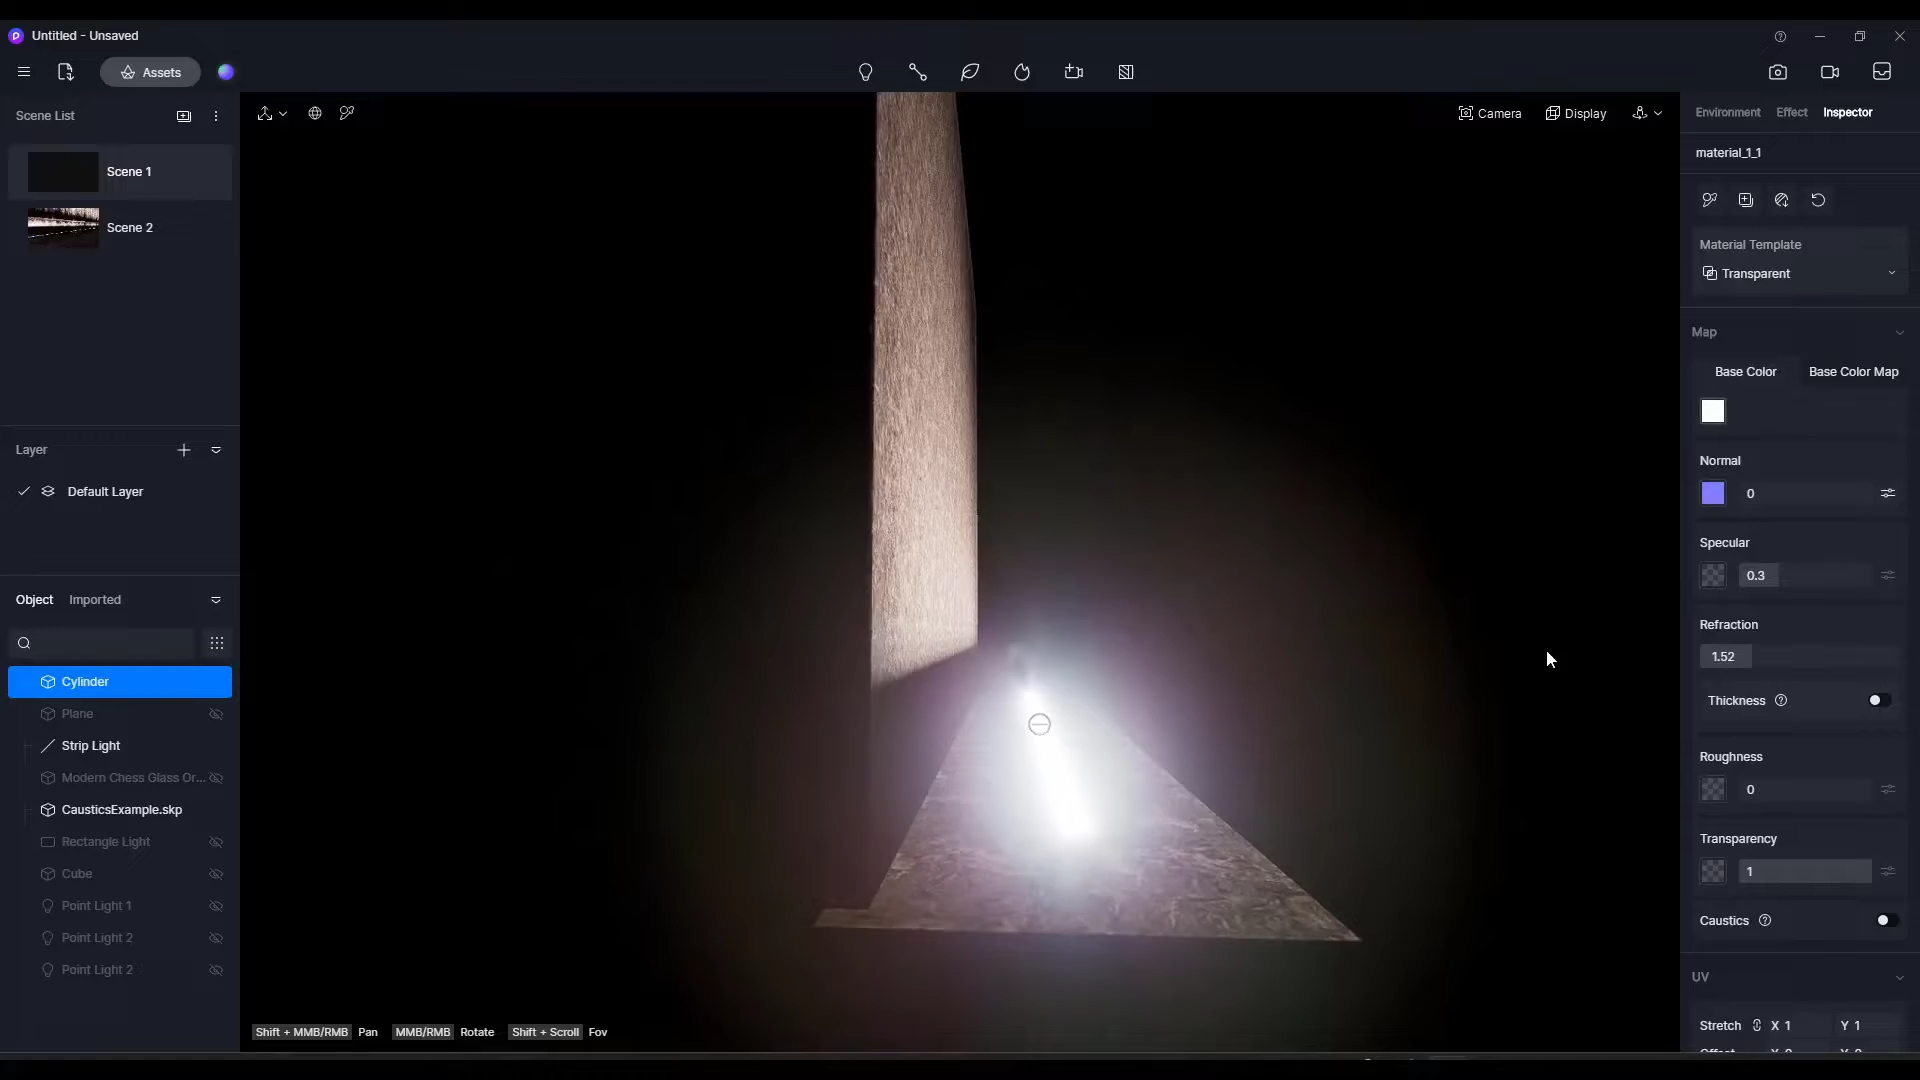 Untitled - Unsaved
Assets
Scene List
Scene 1
Scene 2
Layer
Default Layer
Object Imported
Cylinder
Plane
Strip Light
Modern Chess Glass Or...
CausticsExample.skp
Rectangle Light
Cube
Point Light 1
Point Light 2
Point Light 2
Camera Display
Shift + MMB/RMB Pan MMB/RMB Rotate Shift + Scroll Fov
Environment Effect Inspector
material_1_1
Material Template
Transparent
Map
Base Color Base Color Map
Normal
0
Specular
0.3
Refraction
1.52
Thickness
Roughness
0
Transparency
1
Caustics
UV
Stretch X 1 Y 1